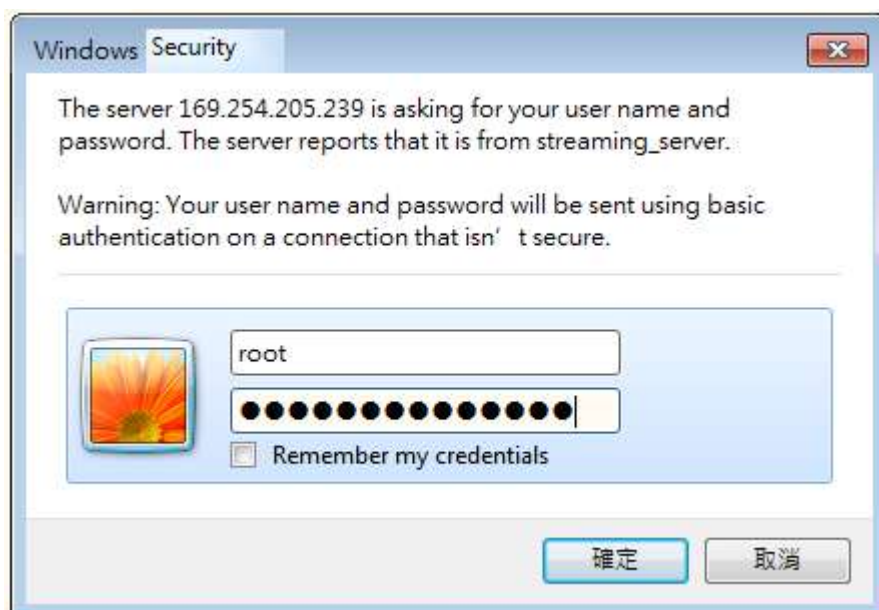 Windows Security
The server 169.254.205.239 is asking for your user name and
password. The server reports that it is from streaming_server.
Warning: Your user name and password will be sent using basic
authentication on a connection that isn’ t secure.
root
●●●●●●●●●●●●●●
Remember my credentials
確定 取消